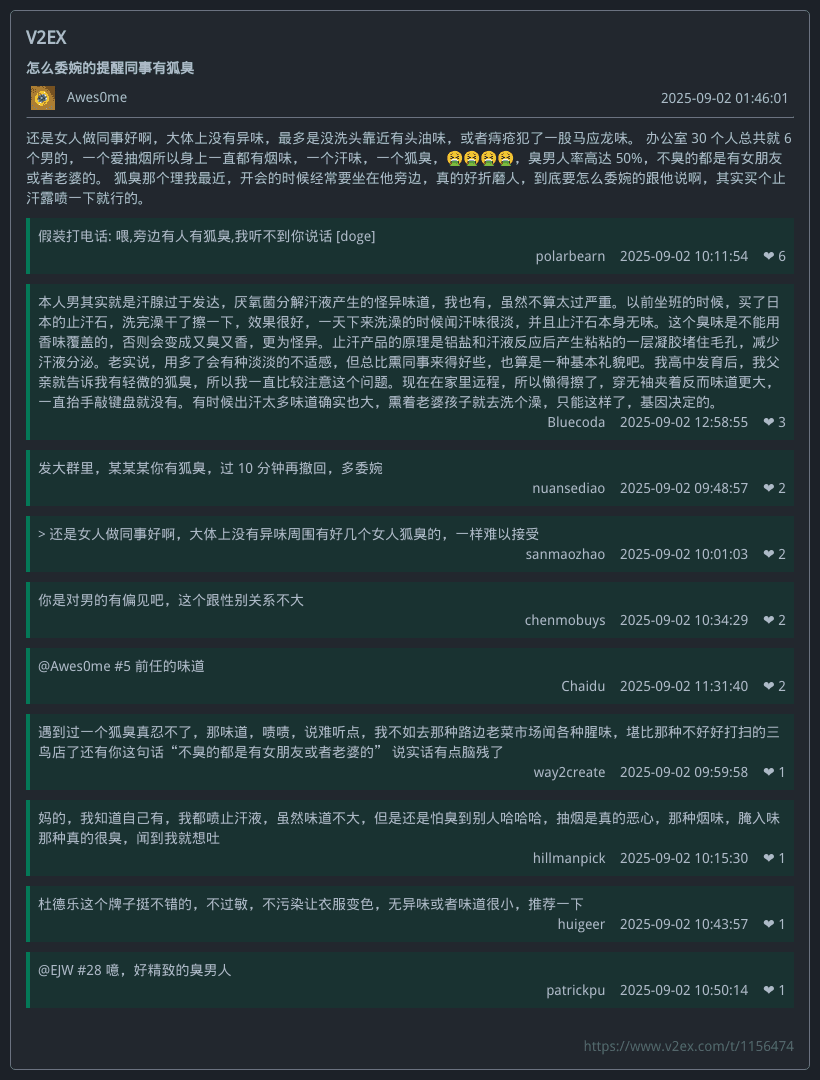 V2EX
怎么委婉的提醒同事有狐臭
Awes0me
2025-09-02 01:46:01
还是女人做同事好啊，大体上没有异味，最多是没洗头靠近有头油味，或者痔疮犯了一股马应龙味。 办公室 30 个人总共就 6
个男的，一个爱抽烟所以身上一直都有烟味，一个汗味，一个狐臭，🤮🤮🤮🤮，臭男人率高达 50%，不臭的都是有女朋友
或者老婆的。 狐臭那个理我最近，开会的时候经常要坐在他旁边，真的好折磨人，到底要怎么委婉的跟他说啊，其实买个止
汗露喷一下就行的。
假装打电话: 喂,旁边有人有狐臭,我听不到你说话 [doge]
polarbearn 2025-09-02 10:11:54 ❤ 6
本人男其实就是汗腺过于发达，厌氧菌分解汗液产生的怪异味道，我也有，虽然不算太过严重。以前坐班的时候，买了日
本的止汗石，洗完澡干了擦一下，效果很好，一天下来洗澡的时候闻汗味很淡，并且止汗石本身无味。这个臭味是不能用
香味覆盖的，否则会变成又臭又香，更为怪异。止汗产品的原理是铝盐和汗液反应后产生粘粘的一层凝胶堵住毛孔，减少
汗液分泌。老实说，用多了会有种淡淡的不适感，但总比熏同事来得好些，也算是一种基本礼貌吧。我高中发育后，我父
亲就告诉我有轻微的狐臭，所以我一直比较注意这个问题。现在在家里远程，所以懒得擦了，穿无袖夹着反而味道更大，
一直抬手敲键盘就没有。有时候出汗太多味道确实也大，熏着老婆孩子就去洗个澡，只能这样了，基因决定的。
Bluecoda 2025-09-02 12:58:55 ❤ 3
发大群里，某某某你有狐臭，过 10 分钟再撤回，多委婉
nuansediao 2025-09-02 09:48:57 ❤ 2
> 还是女人做同事好啊，大体上没有异味周围有好几个女人狐臭的，一样难以接受
sanmaozhao 2025-09-02 10:01:03 ❤ 2
你是对男的有偏见吧，这个跟性别关系不大
chenmobuys 2025-09-02 10:34:29 ❤ 2
@Awes0me #5 前任的味道
Chaidu 2025-09-02 11:31:40 ❤ 2
遇到过一个狐臭真忍不了，那味道，啧啧，说难听点，我不如去那种路边老菜市场闻各种腥味，堪比那种不好好打扫的三
鸟店了还有你这句话“不臭的都是有女朋友或者老婆的” 说实话有点脑残了
way2create 2025-09-02 09:59:58 ❤ 1
妈的，我知道自己有，我都喷止汗液，虽然味道不大，但是还是怕臭到别人哈哈哈，抽烟是真的恶心，那种烟味，腌入味
那种真的很臭，闻到我就想吐
hillmanpick 2025-09-02 10:15:30 ❤ 1
杜德乐这个牌子挺不错的，不过敏，不污染让衣服变色，无异味或者味道很小，推荐一下
huigeer 2025-09-02 10:43:57 ❤ 1
@EJW #28 噫，好精致的臭男人
patrickpu 2025-09-02 10:50:14 ❤ 1
https://www.v2ex.com/t/1156474